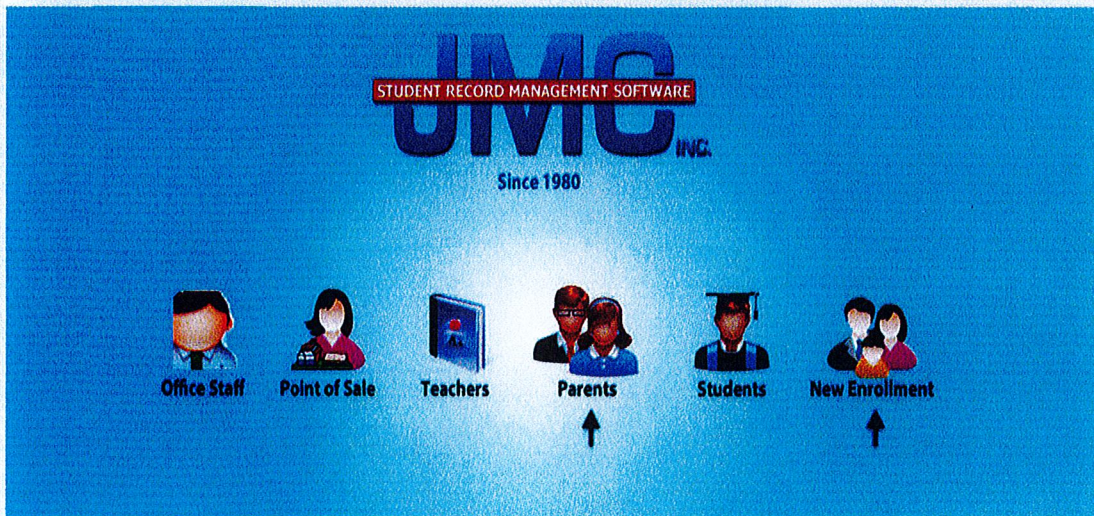 JMC
STUDENT RECORD MANAGEMENT SOFTWARE
INC.
Since 1980
Office Staff Point of Sale Teachers Parents Students New Enrollment